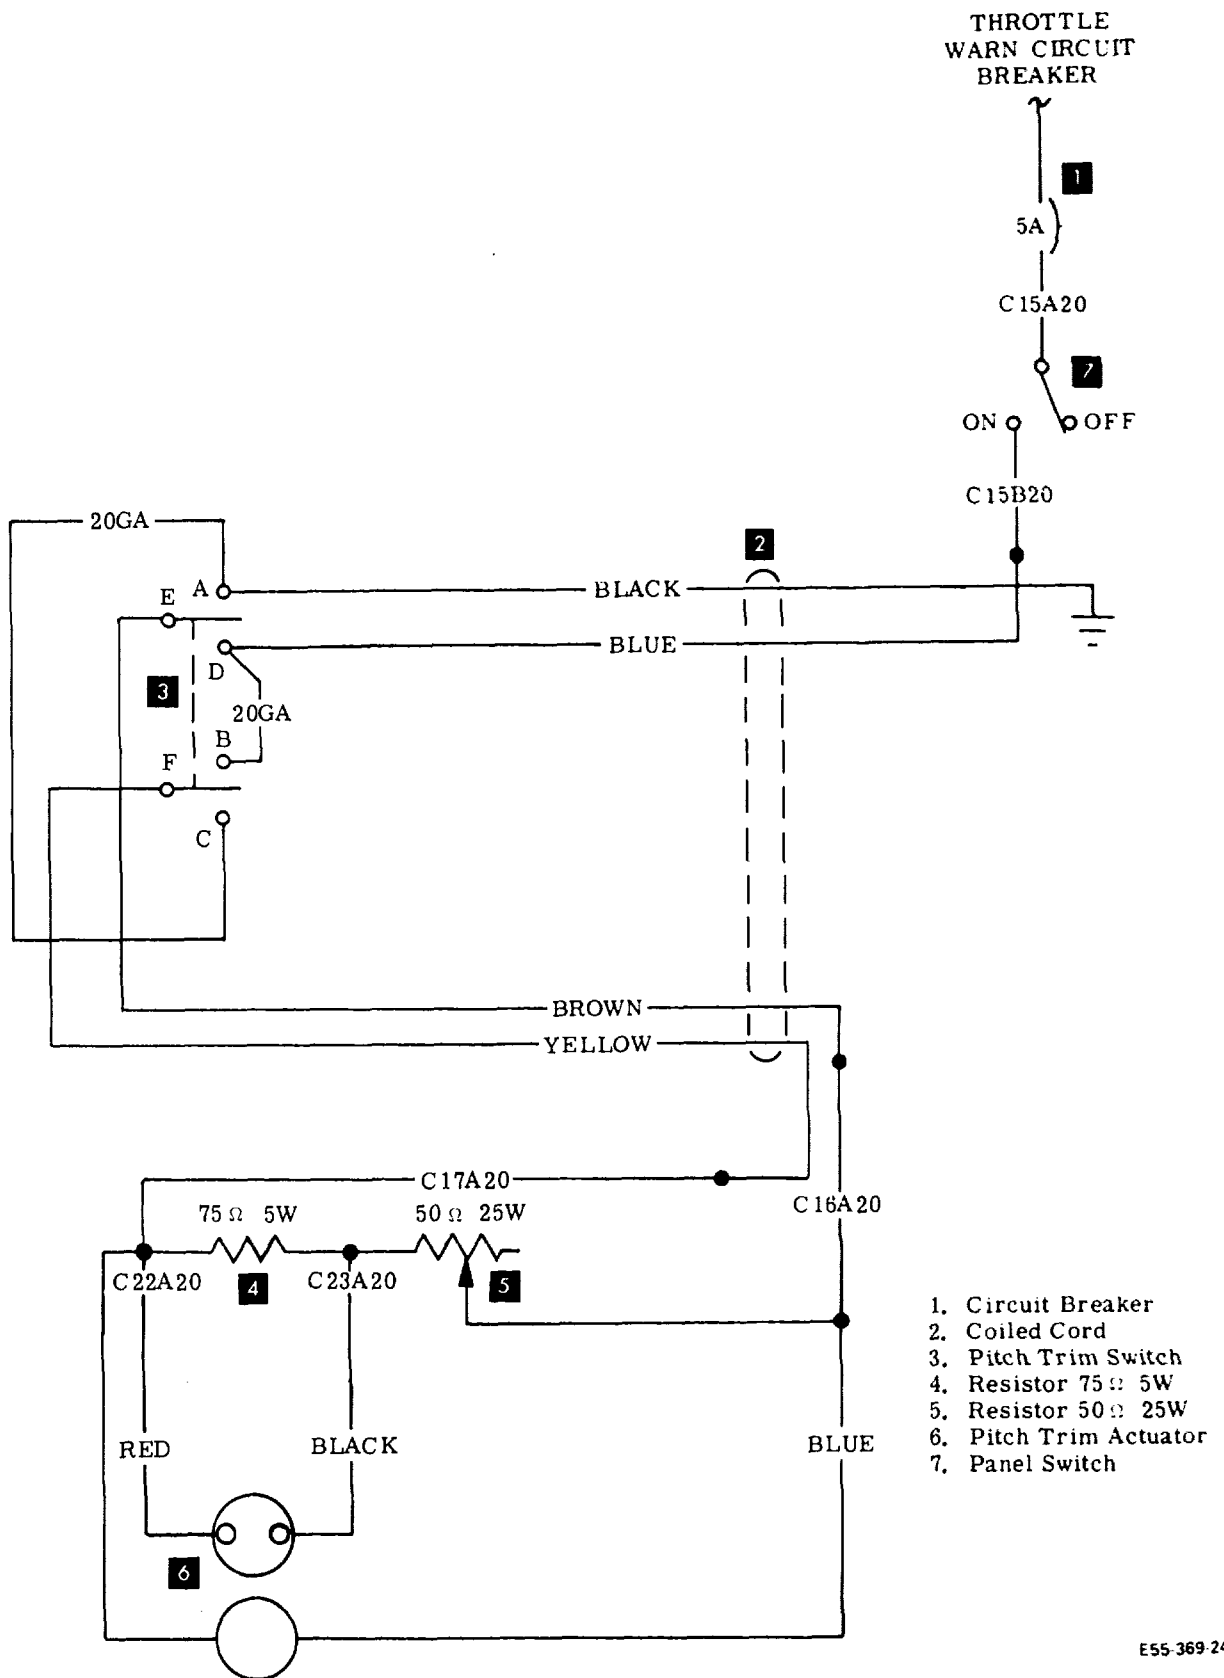 THROTTLE
WARN CIRCUIT
BREAKER
1
5A
C15A20
7
ON
OFF
C15B20
20GA
2
A
BLACK
E
BLUE
D
3
20GA
B
F
C
BROWN
YELLOW
C17A20
C16A20
75 Ω 5W
50 Ω 25W
C22A20
4
C23A20
5
1. Circuit Breaker
2. Coiled Cord
3. Pitch Trim Switch
4. Resistor 75 Ω 5W
5. Resistor 50 Ω 25W
6. Pitch Trim Actuator
7. Panel Switch
RED
BLACK
BLUE
6
E55-369-24